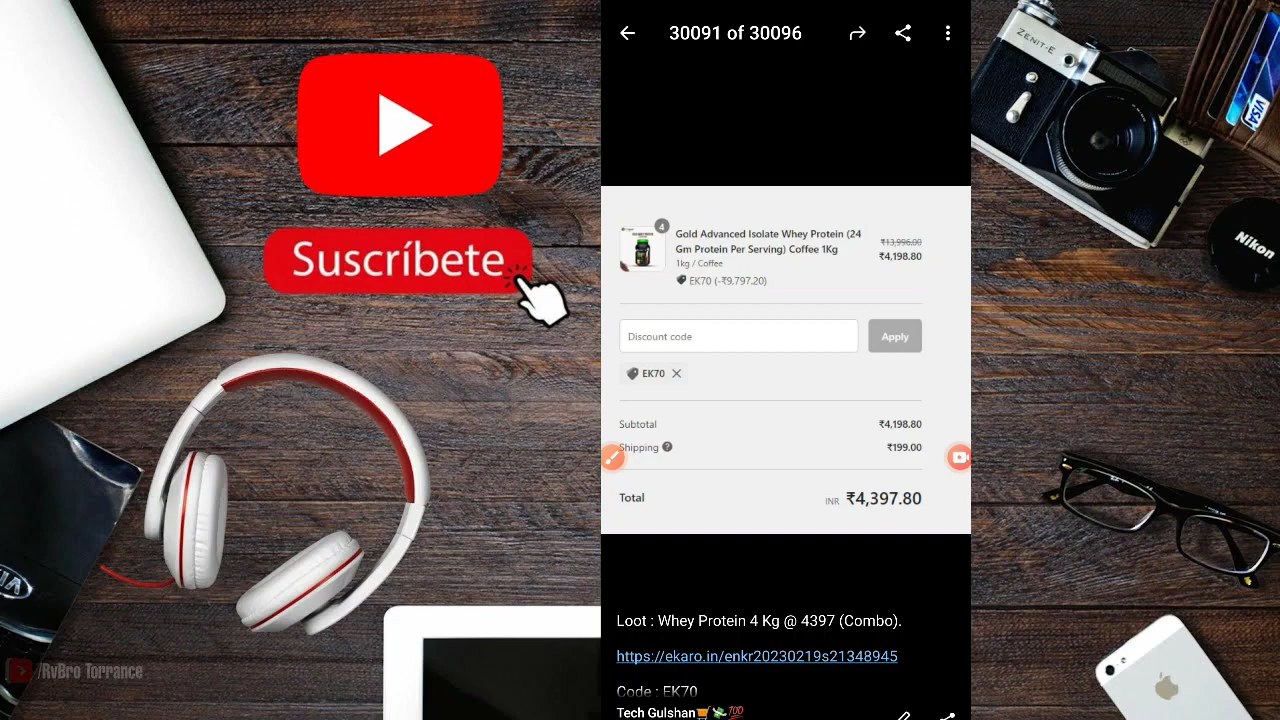 Suscríbete
KIA
/RvBro Torrance
30091 of 30096
4
Gold Advanced Isolate Whey Protein (24
Gm Protein Per Serving) Coffee 1Kg
1kg / Coffee
EK70 (-₹9,797.20)
₹13,996.00
₹4,198.80
Discount code
Apply
EK70
Subtotal
₹4,198.80
Shipping ?
₹199.00
Total
INR ₹4,397.80
Loot : Whey Protein 4 Kg @ 4397 (Combo).
https://ekaro.in/enkr20230219s21348945
Code : EK70
Tech Gulshan🛒💸💯
ZENIT-E
VISA
Nikon